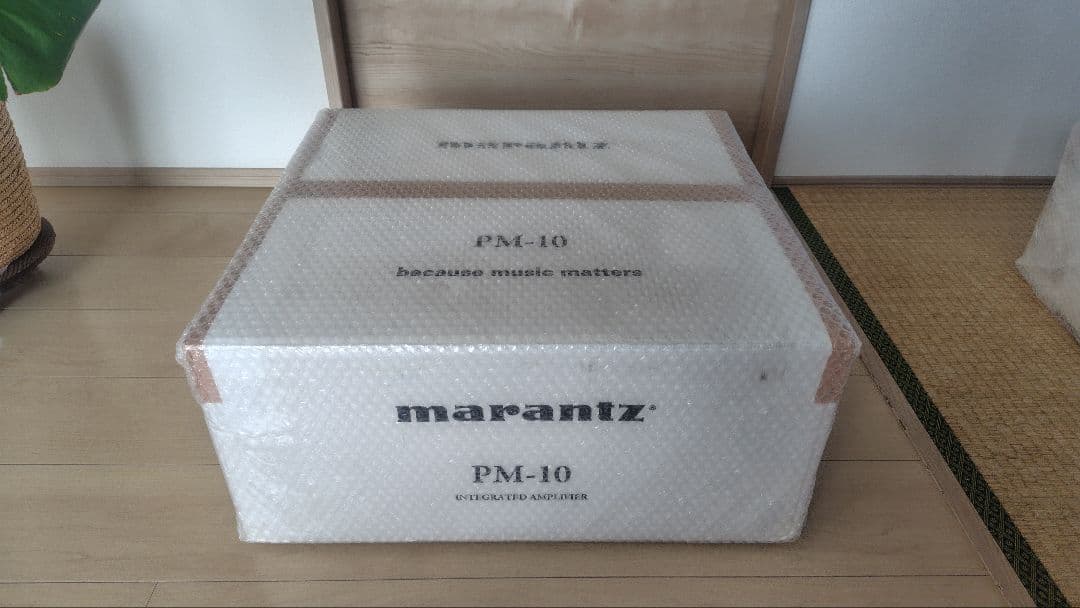 marantz
PM-10
because music matters
marantz®
PM-10
INTEGRATED AMPLIFIER